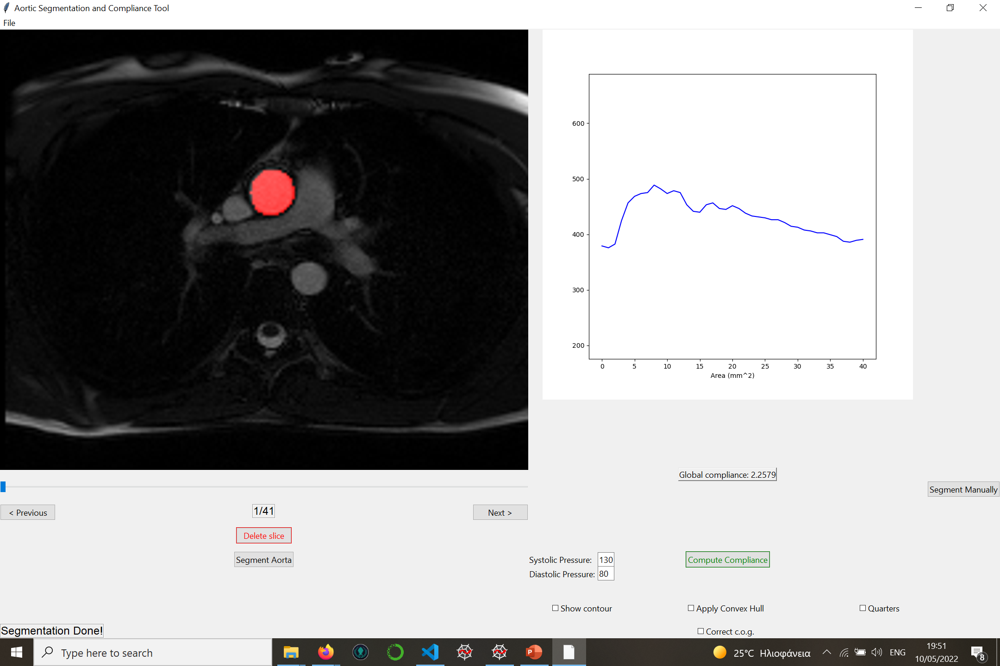 Aortic Segmentation and Compliance Tool
File
600
500
400
300
200
0 5 10 15 20 25 30 35 40
Area (mm^2)
Global compliance: 2.2579
Segment Manually
< Previous
1/41
Next >
Delete slice
Segment Aorta
Systolic Pressure: 130
Diastolic Pressure: 80
Compute Compliance
Show contour
Apply Convex Hull
Quarters
Correct c.o.g.
Segmentation Done!
Type here to search
P
25°C Ηλιοφάνεια
ENG
19:51
10/05/2022
8